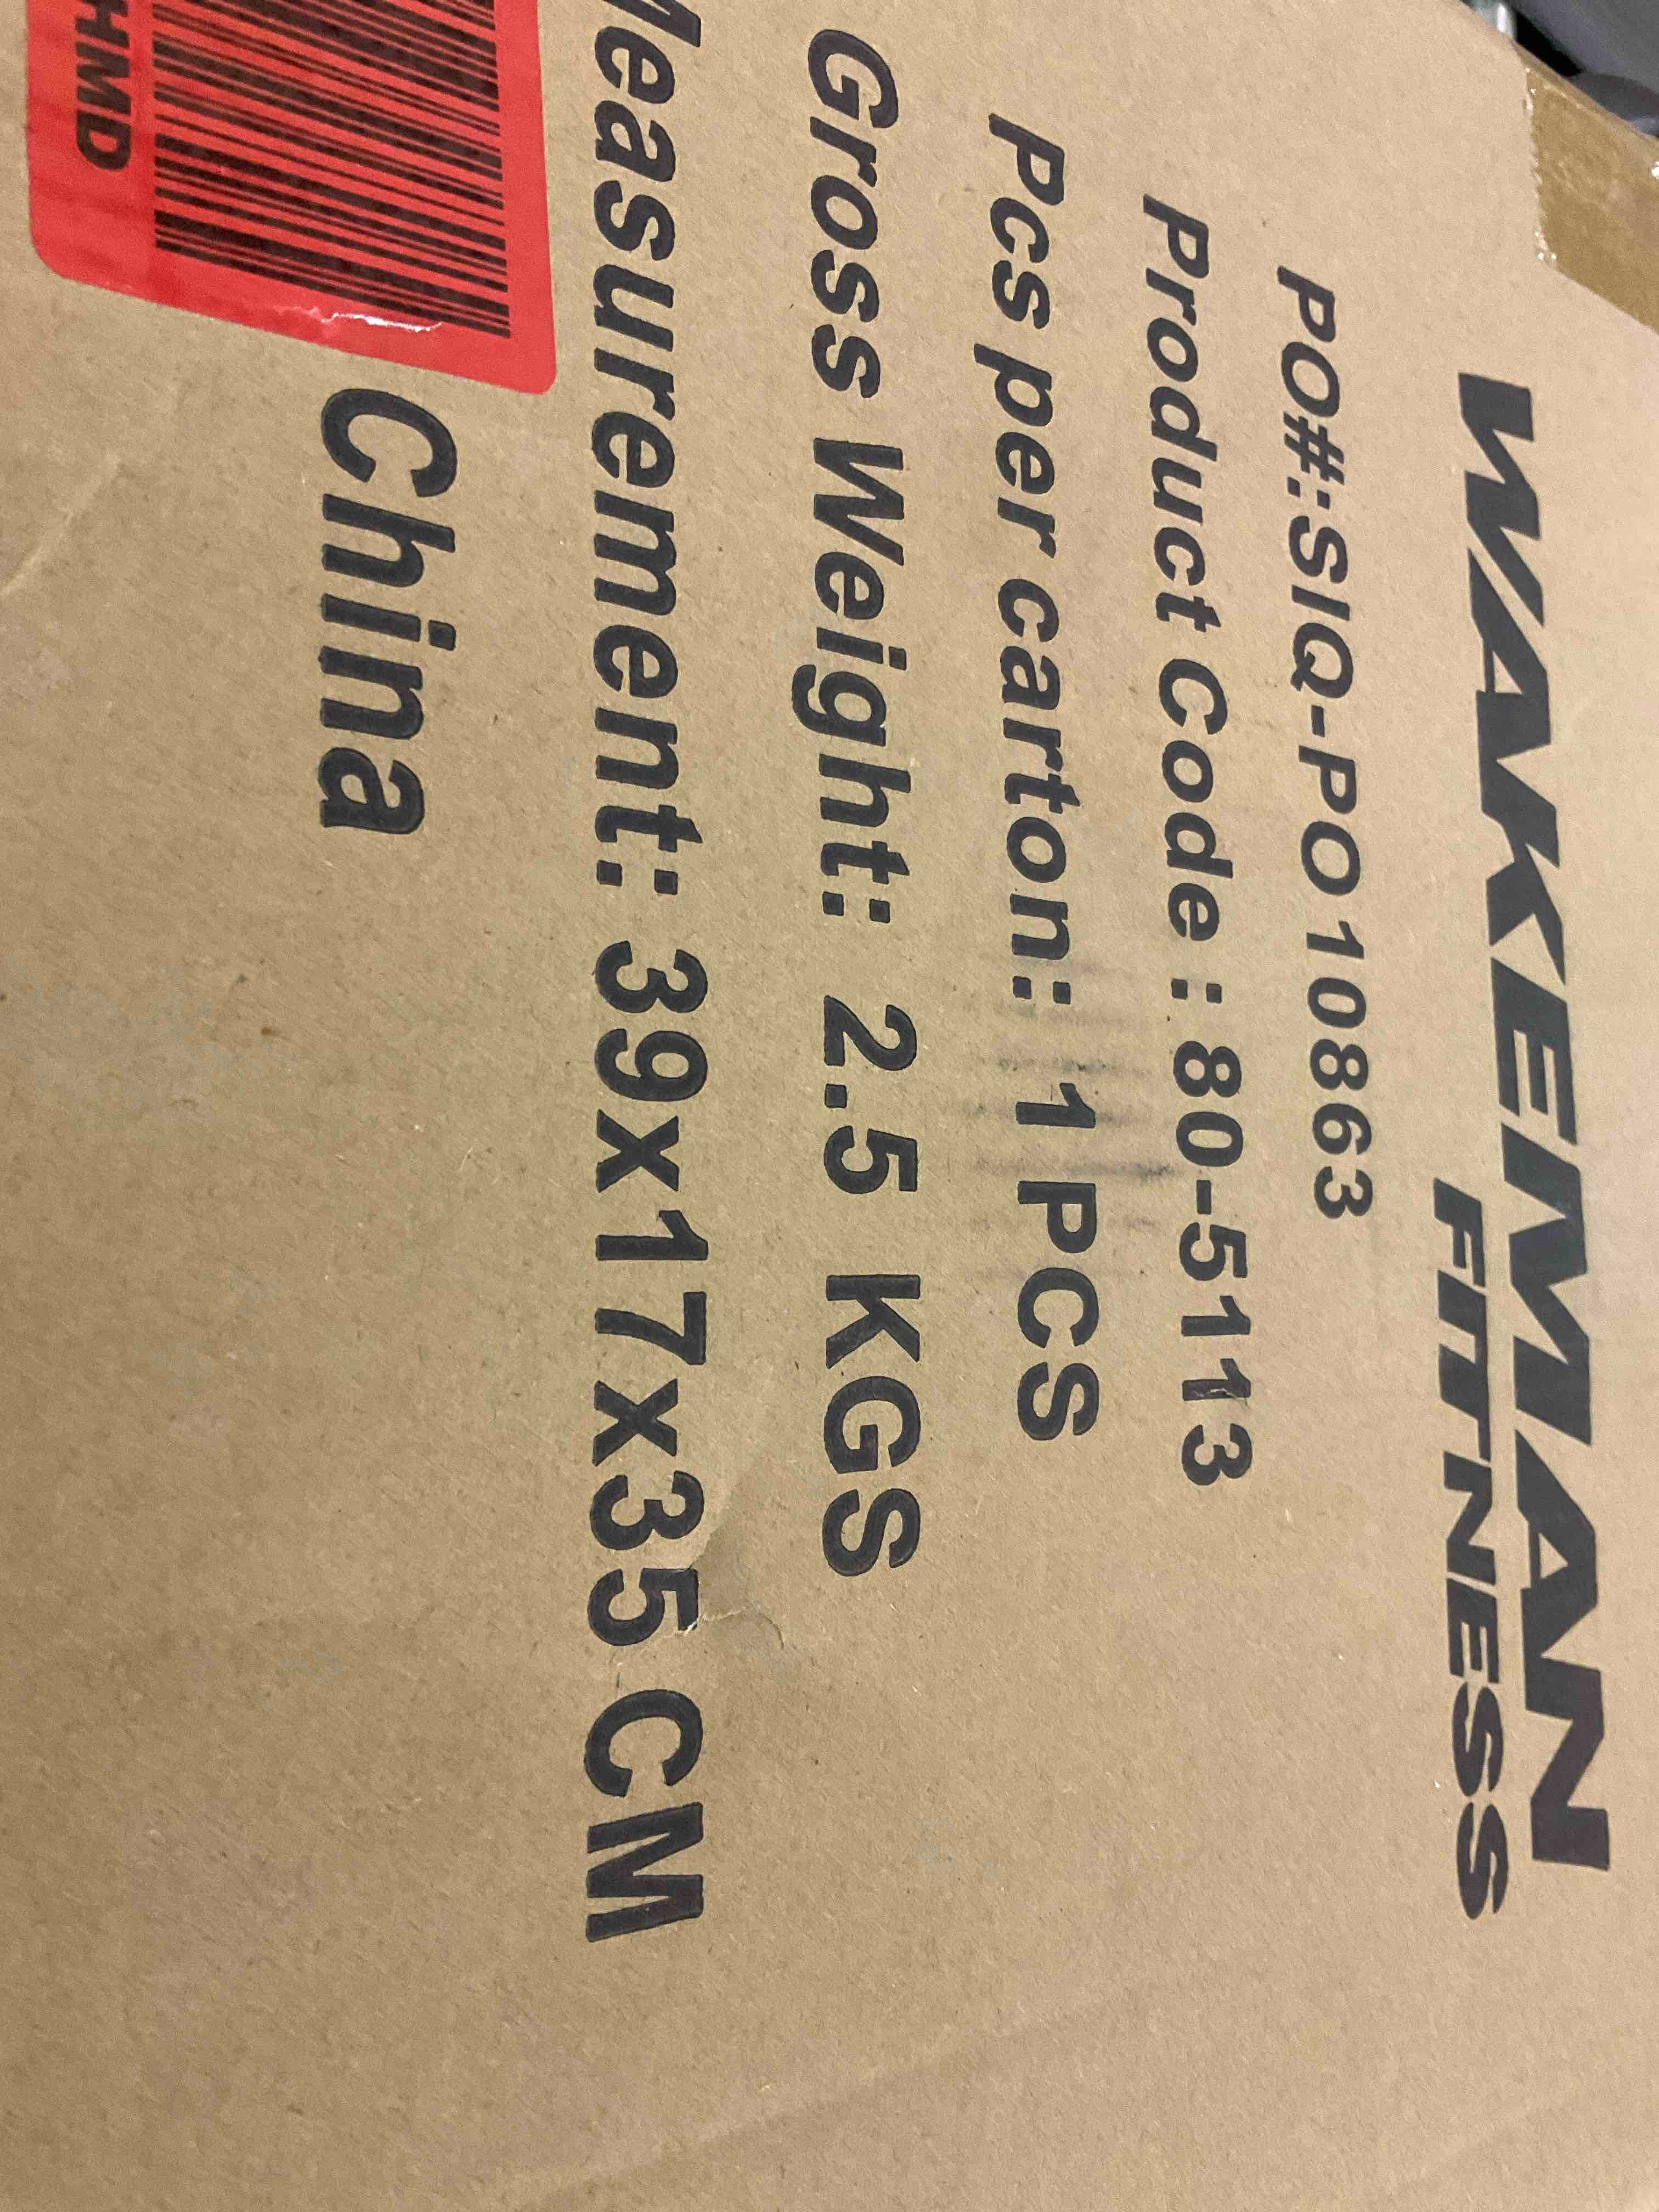 WAKEMAN
FITNESS
PO#:SIQ-PO10863
Product Code : 80-5113
Pcs per carton: 1 PCS
Gross Weight: 2.5 KGS
Measurement: 39x17x35 CM
China
HMD